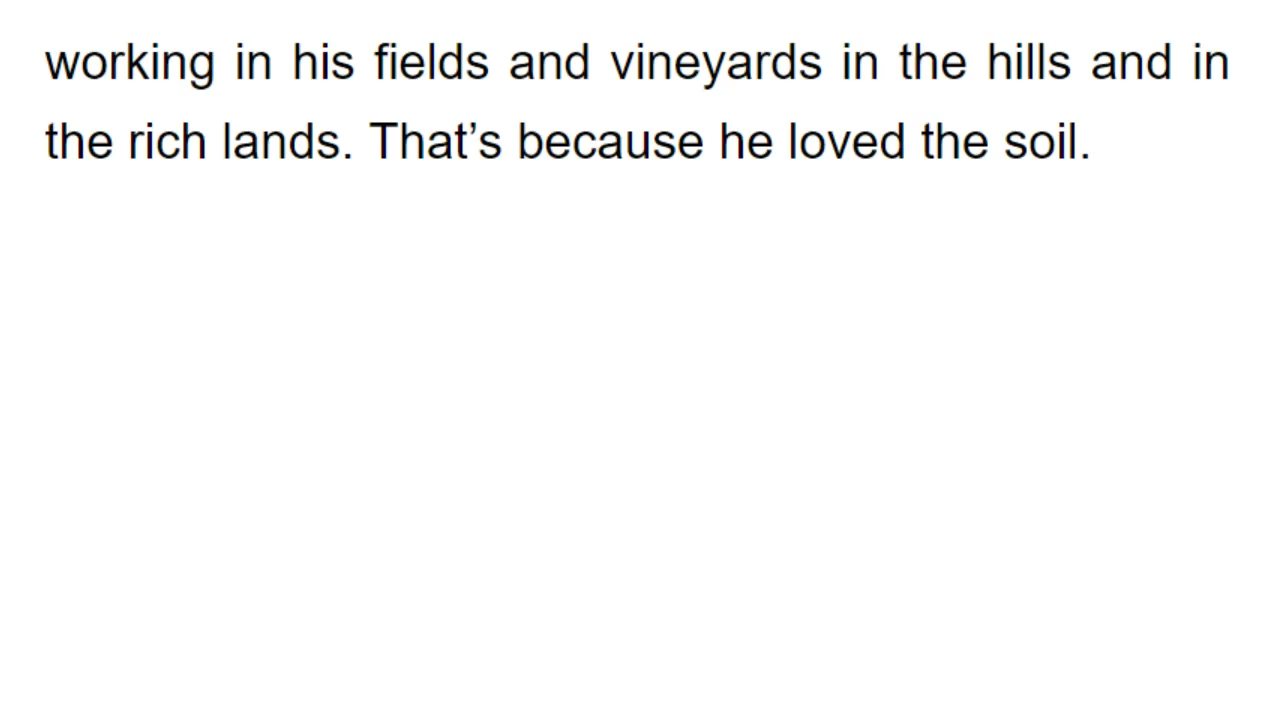 working in his fields and vineyards in the hills and in
the rich lands. That’s because he loved the soil.